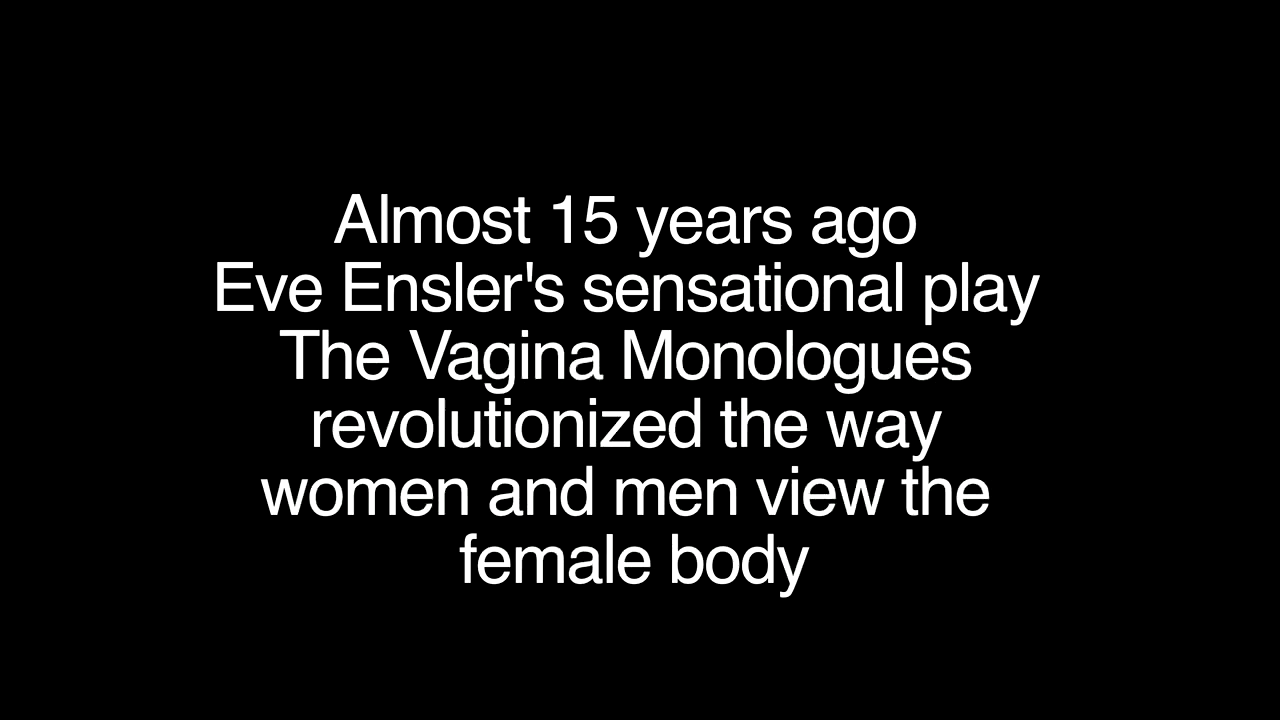 Almost 15 years ago
Eve Ensler's sensational play
The Vagina Monologues
revolutionized the way
women and men view the
female body